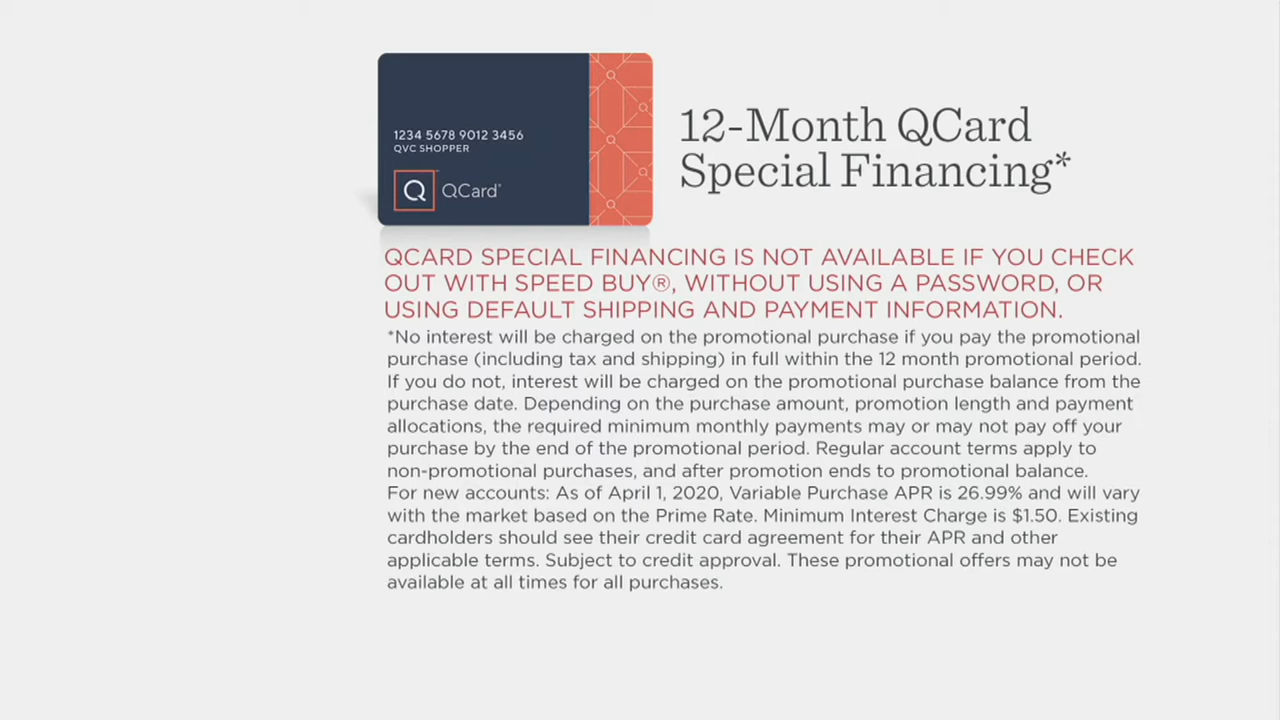 1234 5678 9012 3456
QVC SHOPPER
Q QCard®
12-Month QCard
Special Financing*
QCARD SPECIAL FINANCING IS NOT AVAILABLE IF YOU CHECK
OUT WITH SPEED BUY®, WITHOUT USING A PASSWORD, OR
USING DEFAULT SHIPPING AND PAYMENT INFORMATION.
*No interest will be charged on the promotional purchase if you pay the promotional
purchase (including tax and shipping) in full within the 12 month promotional period.
If you do not, interest will be charged on the promotional purchase balance from the
purchase date. Depending on the purchase amount, promotion length and payment
allocations, the required minimum monthly payments may or may not pay off your
purchase by the end of the promotional period. Regular account terms apply to
non-promotional purchases, and after promotion ends to promotional balance.
For new accounts: As of April 1, 2020, Variable Purchase APR is 26.99% and will vary
with the market based on the Prime Rate. Minimum Interest Charge is $1.50. Existing
cardholders should see their credit card agreement for their APR and other
applicable terms. Subject to credit approval. These promotional offers may not be
available at all times for all purchases.